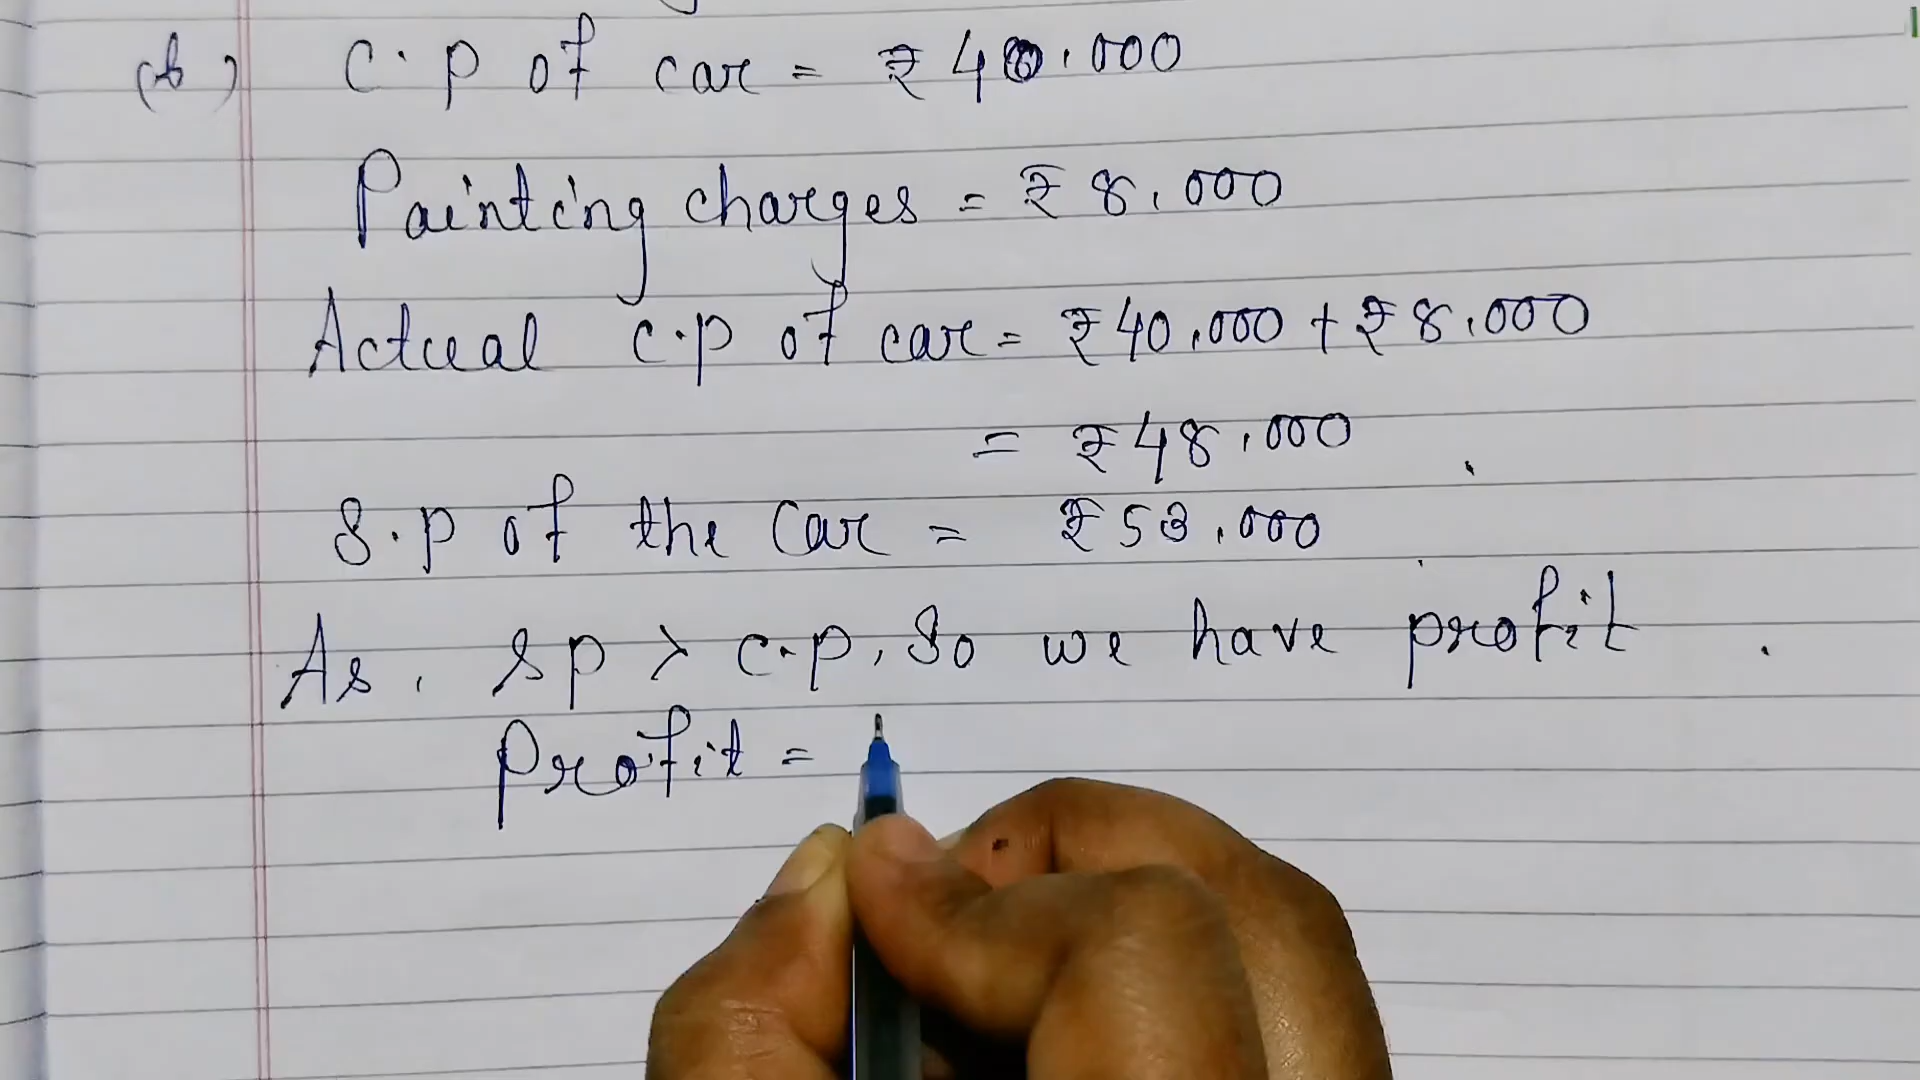 (b) C.P of car = ₹ 40,000
Painting charges = ₹ 8,000
Actual C.P of car = ₹ 40,000 + ₹ 8,000
= ₹ 48,000
S.P of the Car = ₹ 53,000
As, SP > C.P, So we have profit
Profit =